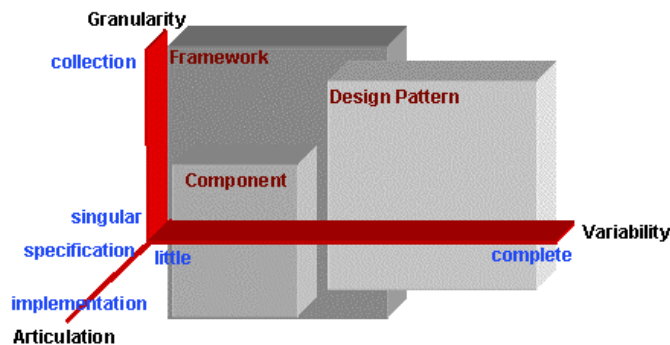 Granularity
collection
Framework
Design Pattern
Component
singular
specification
little
complete
Variability
implementation
Articulation